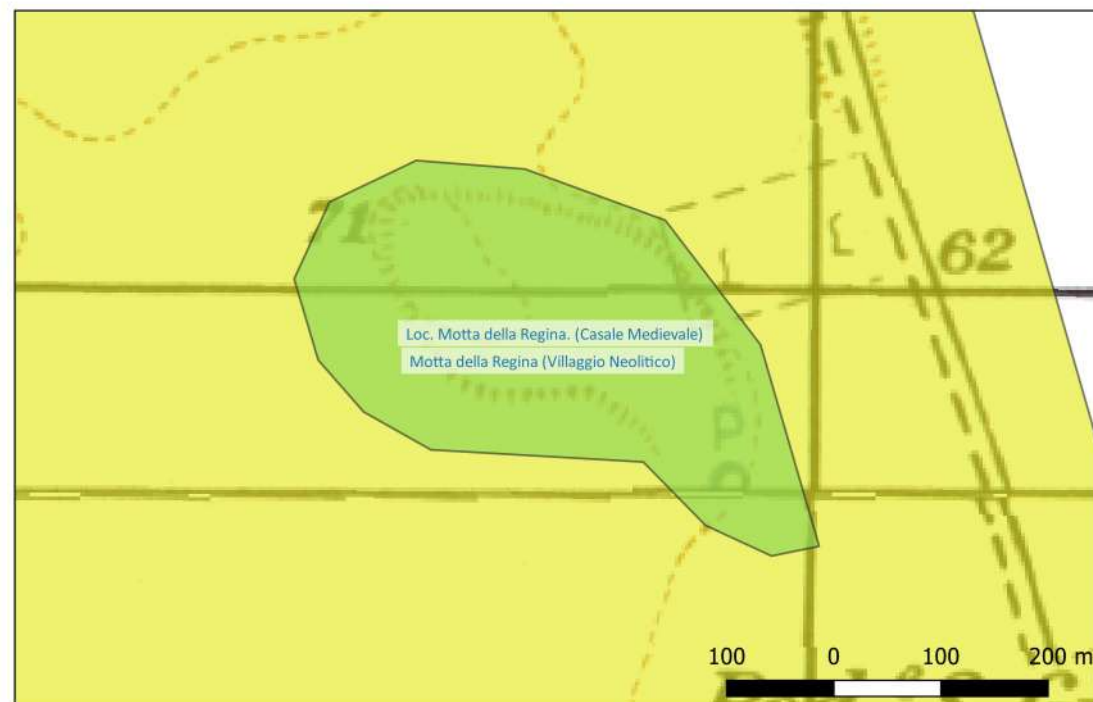 71
62
Loc. Motta della Regina. (Casale Medievale)
Motta della Regina (Villaggio Neolitico)
100 0 100 200 m